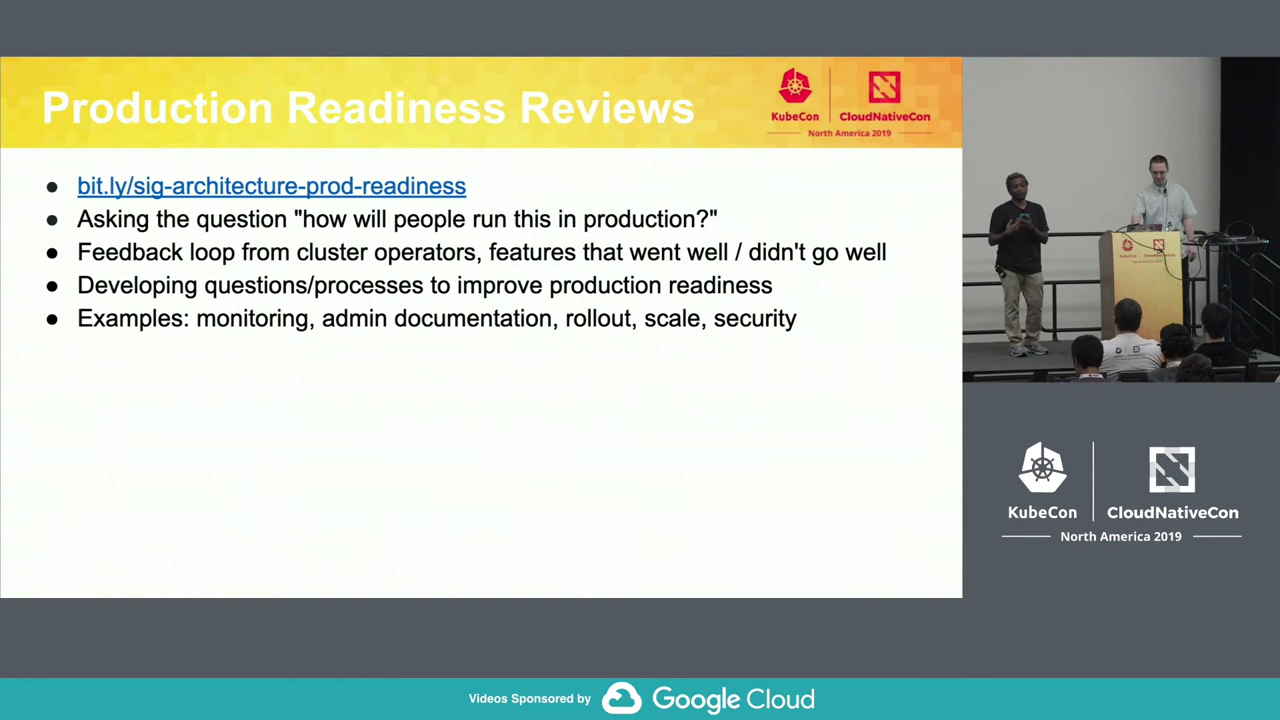 Production Readiness Reviews
KubeCon
CloudNativeCon
North America 2019
● bit.ly/sig-architecture-prod-readiness
● Asking the question "how will people run this in production?"
● Feedback loop from cluster operators, features that went well / didn't go well
● Developing questions/processes to improve production readiness
● Examples: monitoring, admin documentation, rollout, scale, security
KubeCon
CloudNativeCon
North America 2019
Videos Sponsored by Google Cloud